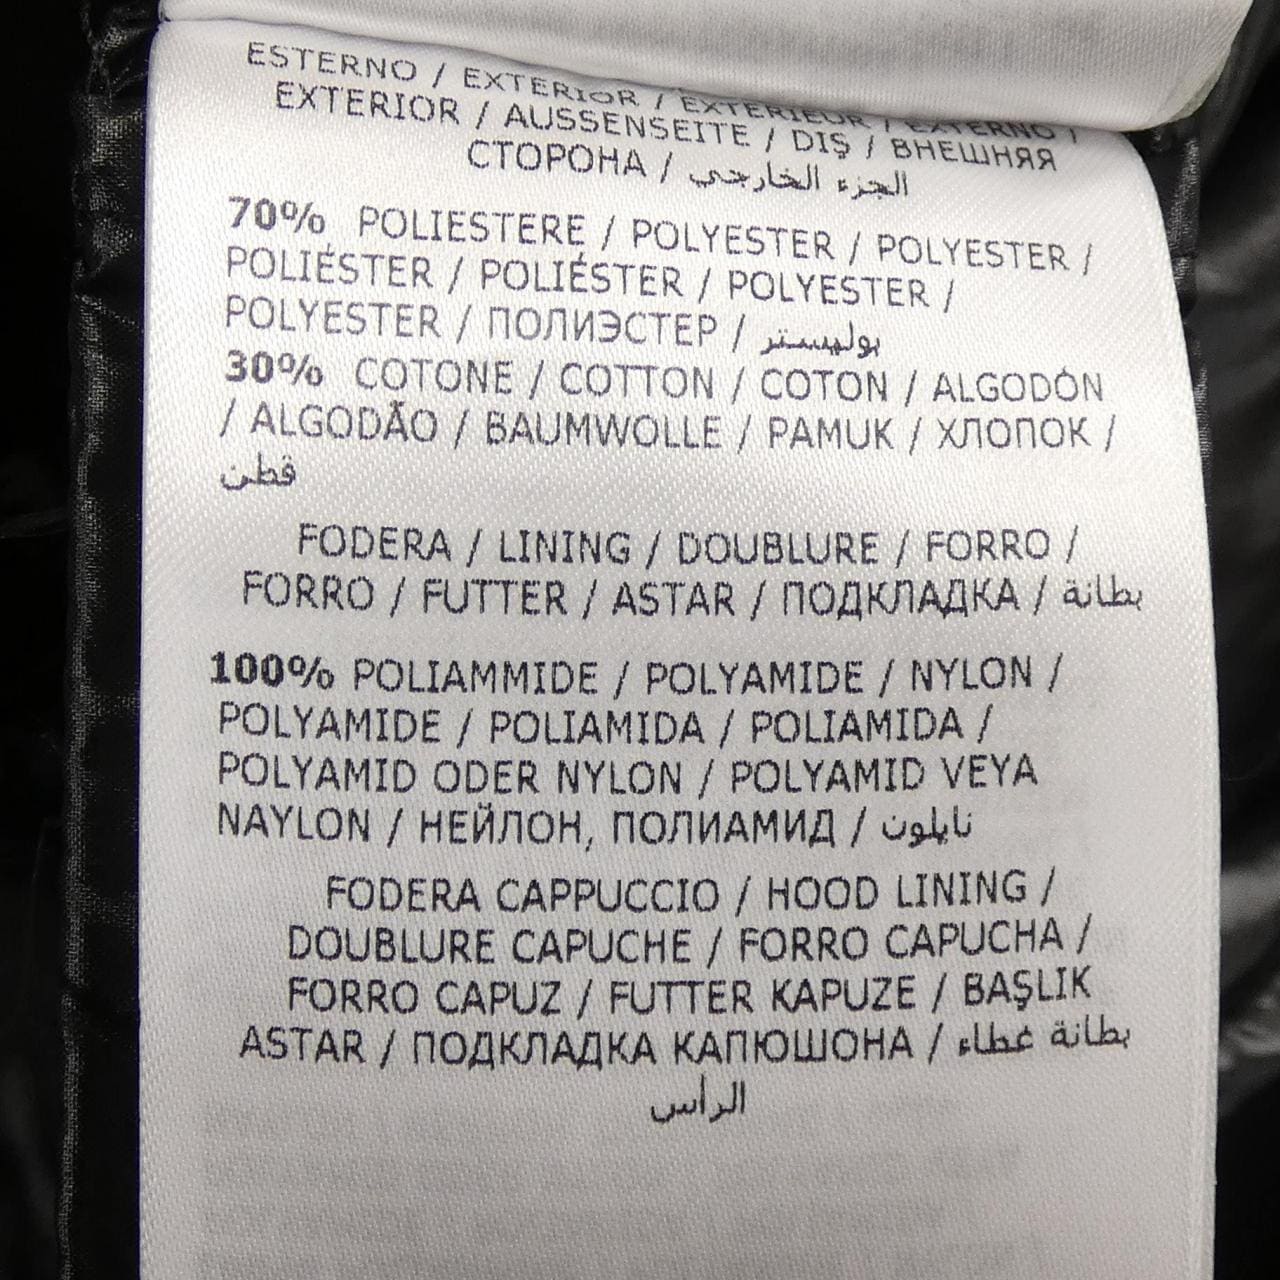 ESTERNO / EXTERIOR / EXTERIEUR / EXTERNO /
EXTERIOR / AUSSENSEITE / DIŞ / ВНЕШНЯЯ
СТОРОНА / الجزء الخارجي
70% POLIESTERE / POLYESTER / POLYESTER /
POLIÉSTER / POLIÉSTER / POLYESTER /
POLYESTER / ПОЛИЭСТЕР / بوليستر
30% COTONE / COTTON / COTON / ALGODÓN
/ ALGODÃO / BAUMWOLLE / PAMUK / ХЛОПОК /
قطن
FODERA / LINING / DOUBLURE / FORRO /
FORRO / FUTTER / ASTAR / ПОДКЛАДКА / بطانة
100% POLIAMMIDE / POLYAMIDE / NYLON /
POLYAMIDE / POLIAMIDA / POLIAMIDA /
POLYAMID ODER NYLON / POLYAMID VEYA
NAYLON / НЕЙЛОН, ПОЛИАМИД / نايلون
FODERA CAPPUCCIO / HOOD LINING /
DOUBLURE CAPUCHE / FORRO CAPUCHA /
FORRO CAPUZ / FUTTER KAPUZE / BAŞLIK
ASTAR / ПОДКЛАДКА КАПЮШОНА / بطانة غطاء
الرأس